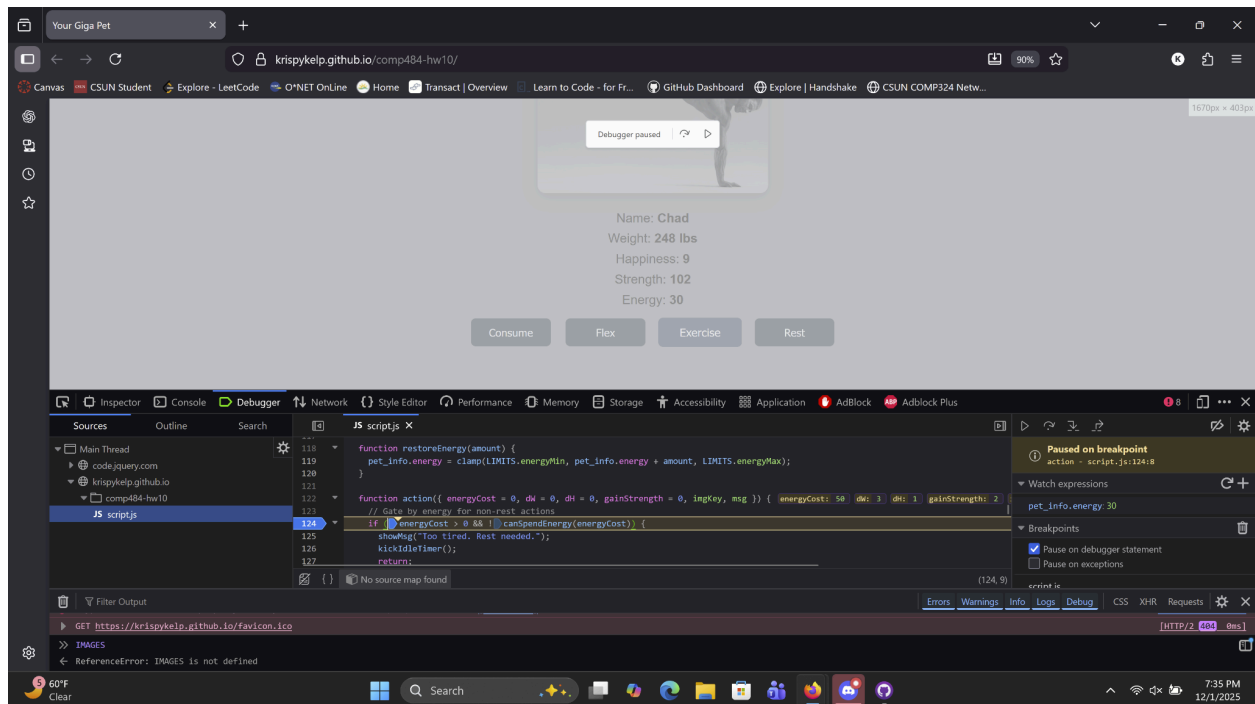 Your Giga Pet
krispykelp.github.io/comp484-hw10/
90%
K
Canvas CSUN Student Explore - LeetCode O*NET OnLine Home Transact | Overview Learn to Code - for Fr... GitHub Dashboard Explore | Handshake CSUN COMP324 Netw...
1670px × 403px
Debugger paused
Name: Chad
Weight: 248 lbs
Happiness: 9
Strength: 102
Energy: 30
Consume Flex Exercise Rest
Inspector Console Debugger Network Style Editor Performance Memory Storage Accessibility Application AdBlock Adblock Plus 8
Sources Outline Search JS script.js
Main Thread
code.jquery.com
krispykelp.github.io
comp484-hw10
JS script.js
118 function restoreEnergy(amount) {
119 pet_info.energy = clamp(LIMITS.energyMin, pet_info.energy + amount, LIMITS.energyMax);
120 }
121
122 function action({ energyCost = 0, dW = 0, dH = 0, gainStrength = 0, imgKey, msg }) { energyCost: 50 dW: 3 dH: 1 gainStrength: 2
123 // Gate by energy for non-rest actions
124 if (energyCost > 0 && !canSpendEnergy(energyCost)) {
125 showMsg("Too tired. Rest needed.");
126 kickIdleTimer();
127 return;
{ } No source map found (124, 9)
Paused on breakpoint
action - script.js:124:8
Watch expressions
pet_info.energy: 30
Breakpoints
Pause on debugger statement
Pause on exceptions
script.js
Filter Output Errors Warnings Info Logs Debug CSS XHR Requests
GET https://krispykelp.github.io/favicon.ico [HTTP/2 404 0ms]
IMAGES
ReferenceError: IMAGES is not defined
5
60°F
Clear
Search
7:35 PM
12/1/2025